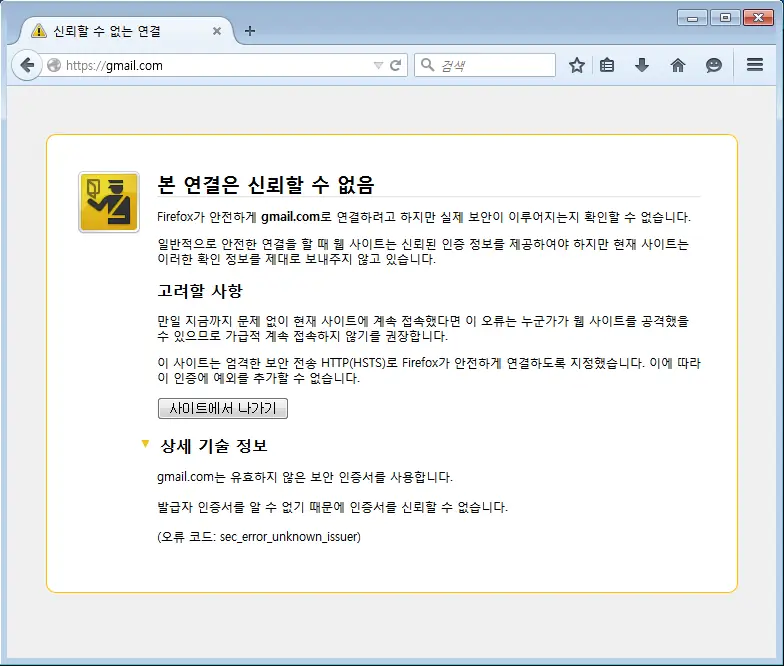 신뢰할 수 없는 연결
https://gmail.com
검색
본 연결은 신뢰할 수 없음
Firefox가 안전하게 gmail.com로 연결하려고 하지만 실제 보안이 이루어지는지 확인할 수 없습니다.
일반적으로 안전한 연결을 할 때 웹 사이트는 신뢰된 인증 정보를 제공하여야 하지만 현재 사이트는
이러한 확인 정보를 제대로 보내주지 않고 있습니다.
고려할 사항
만일 지금까지 문제 없이 현재 사이트에 계속 접속했다면 이 오류는 누군가가 웹 사이트를 공격했을
수 있으므로 가급적 계속 접속하지 않기를 권장합니다.
이 사이트는 엄격한 보안 전송 HTTP(HSTS)로 Firefox가 안전하게 연결하도록 지정했습니다. 이에 따라
이 인증에 예외를 추가할 수 없습니다.
사이트에서 나가기
상세 기술 정보
gmail.com는 유효하지 않은 보안 인증서를 사용합니다.
발급자 인증서를 알 수 없기 때문에 인증서를 신뢰할 수 없습니다.
(오류 코드: sec_error_unknown_issuer)